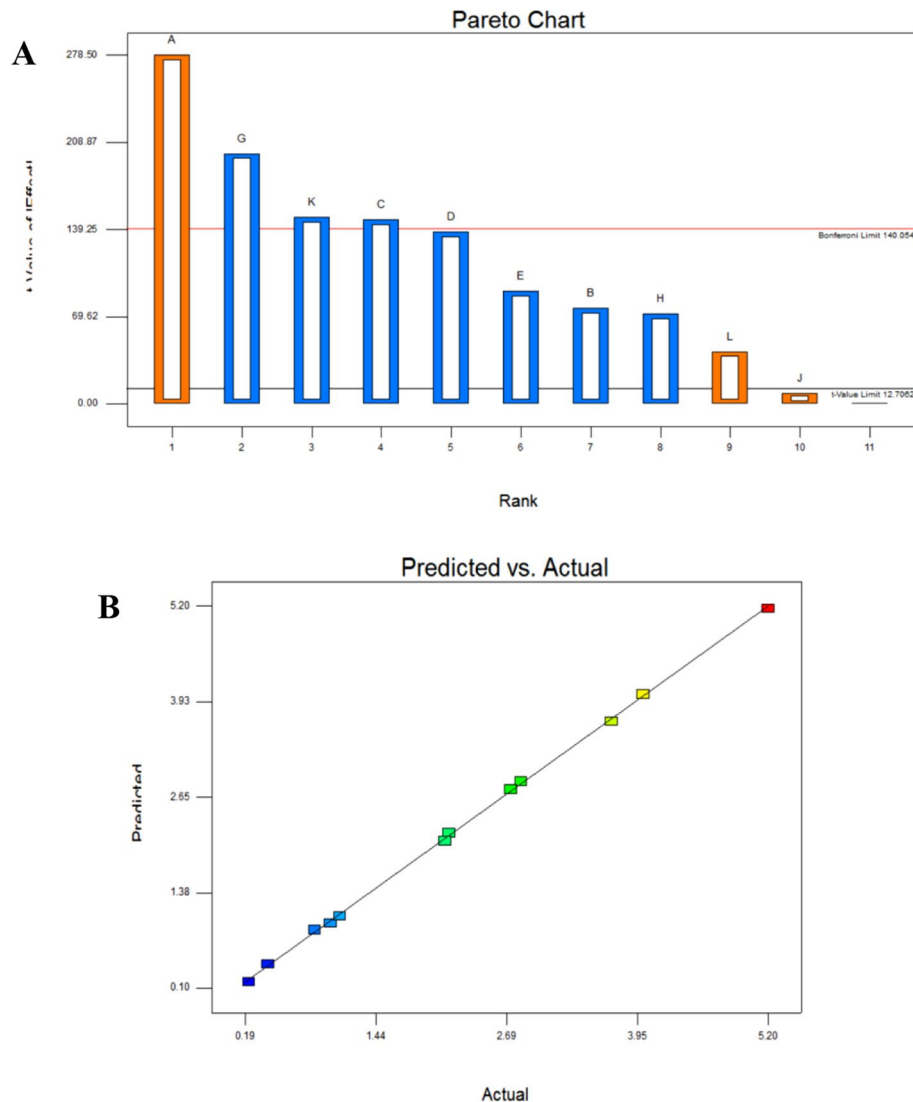 A
Pareto Chart
278.50
208.87
139.25
69.62
0.00
A
G
K
C
D
E
B
H
L
J
Bonferroni Limit 140.054
t-Value Limit 12.7062
1 2 3 4 5 6 7 8 9 10 11
Rank
B
Predicted vs. Actual
5.20
3.93
2.65
1.38
0.10
Predicted
0.19 1.44 2.69 3.95 5.20
Actual